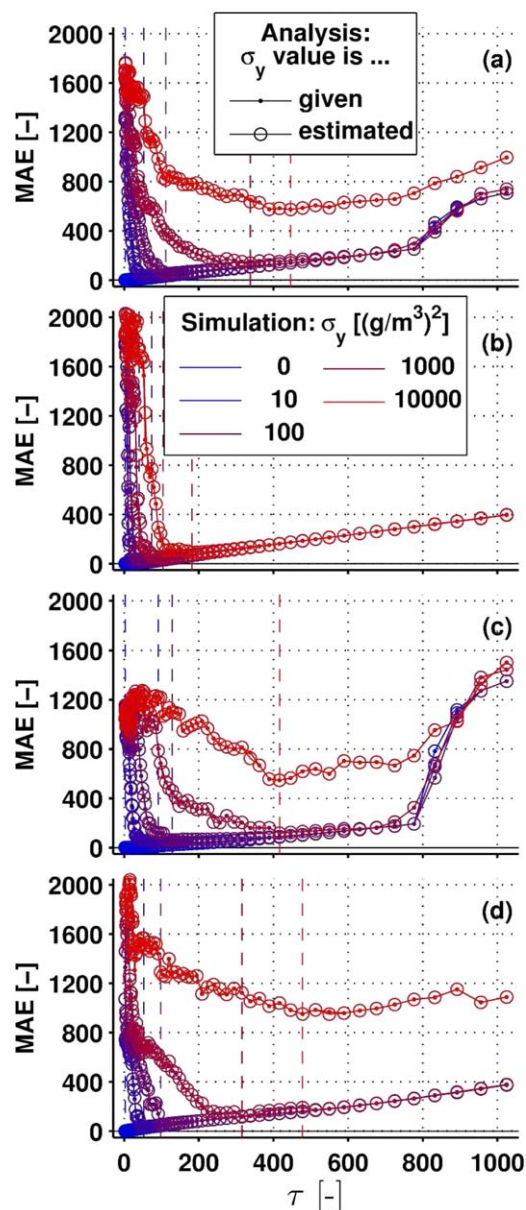 2000
1600
1200
800
400
0
MAE [–]
Analysis:
σy value is ...
given
estimated
(a)
2000
1600
1200
800
400
0
MAE [–]
Simulation: σy [(g/m³)²]
0 1000
10 10000
100
(b)
2000
1600
1200
800
400
0
MAE [–]
(c)
2000
1600
1200
800
400
0
MAE [–]
(d)
0 200 400 600 800 1000
τ [–]